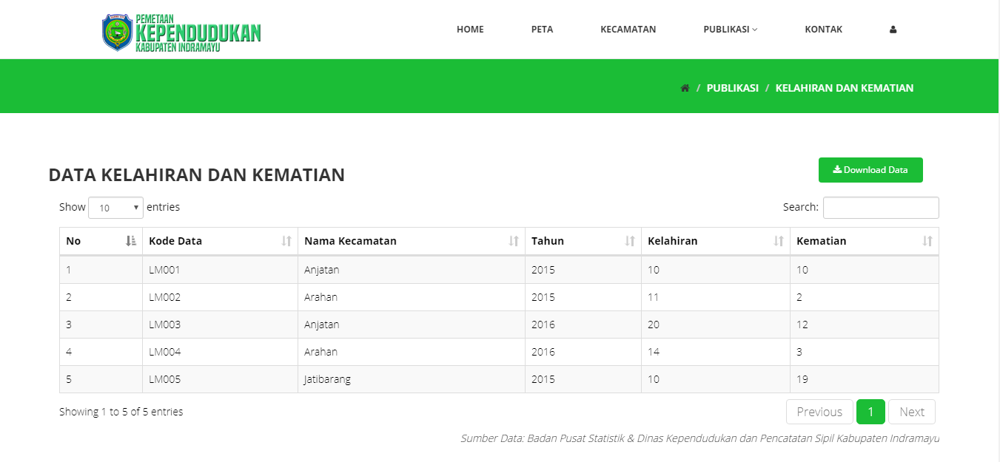 PEMETAAN
KEPENDUDUKAN
KABUPATEN INDRAMAYU
HOME PETA KECAMATAN PUBLIKASI KONTAK
/ PUBLIKASI / KELAHIRAN DAN KEMATIAN
DATA KELAHIRAN DAN KEMATIAN
Download Data
Show 10 entries
Search:
No Kode Data Nama Kecamatan Tahun Kelahiran Kematian
1 LM001 Anjatan 2015 10 10
2 LM002 Arahan 2015 11 2
3 LM003 Anjatan 2016 20 12
4 LM004 Arahan 2016 14 3
5 LM005 Jatibarang 2015 10 19
Showing 1 to 5 of 5 entries
Previous 1 Next
Sumber Data: Badan Pusat Statistik & Dinas Kependudukan dan Pencatatan Sipil Kabupaten Indramayu